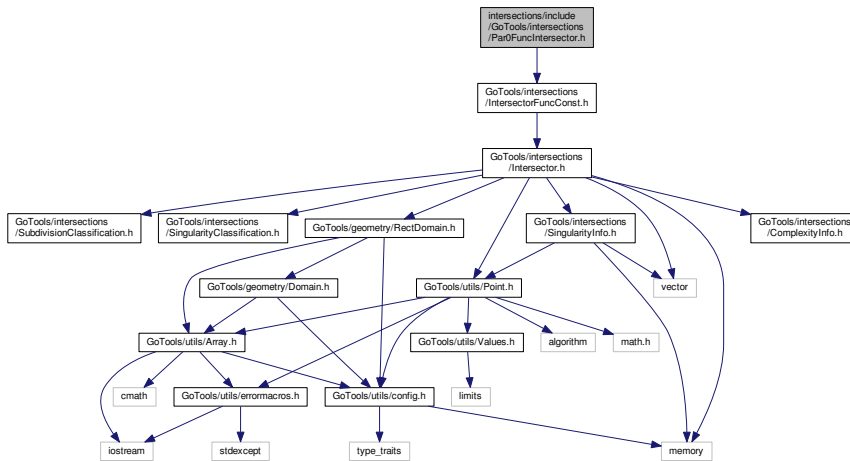 intersections/include
/GoTools/intersections
/Par0FuncIntersector.h
GoTools/intersections
/IntersectorFuncConst.h
GoTools/intersections
/Intersector.h
GoTools/intersections
/SubdivisionClassification.h
GoTools/intersections
/SingularityClassification.h
GoTools/geometry/RectDomain.h
GoTools/intersections
/SingularityInfo.h
GoTools/intersections
/ComplexityInfo.h
GoTools/geometry/Domain.h
GoTools/utils/Point.h
vector
GoTools/utils/Array.h
GoTools/utils/Values.h
algorithm
math.h
cmath
GoTools/utils/errormacros.h
GoTools/utils/config.h
limits
iostream
stdexcept
type_traits
memory